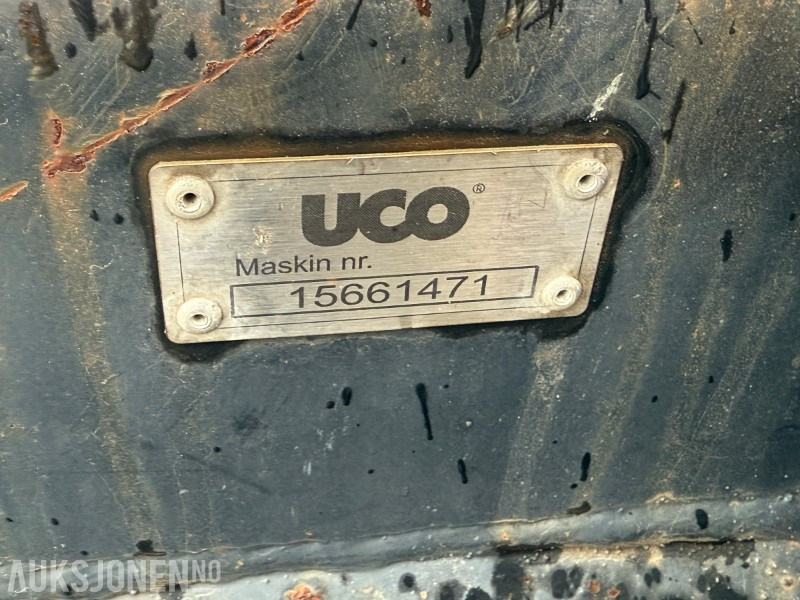 UCO®
Maskin nr.
15661471
AUKSJONEN.NO